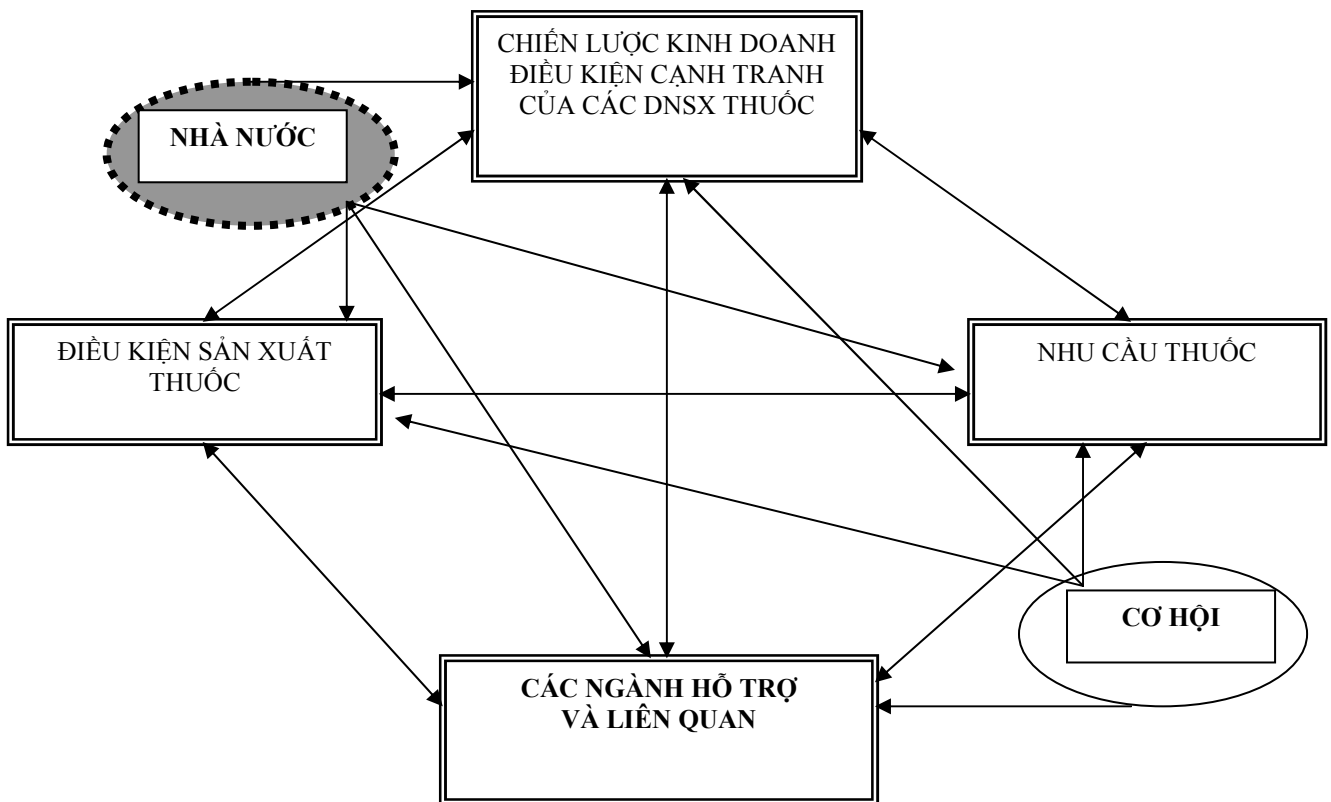 CHIẾN LƯỢC KINH DOANH
ĐIỀU KIỆN CẠNH TRANH
CỦA CÁC DNSX THUỐC
NHÀ NƯỚC
ĐIỀU KIỆN SẢN XUẤT
THUỐC
NHU CẦU THUỐC
CƠ HỘI
CÁC NGÀNH HỖ TRỢ
VÀ LIÊN QUAN